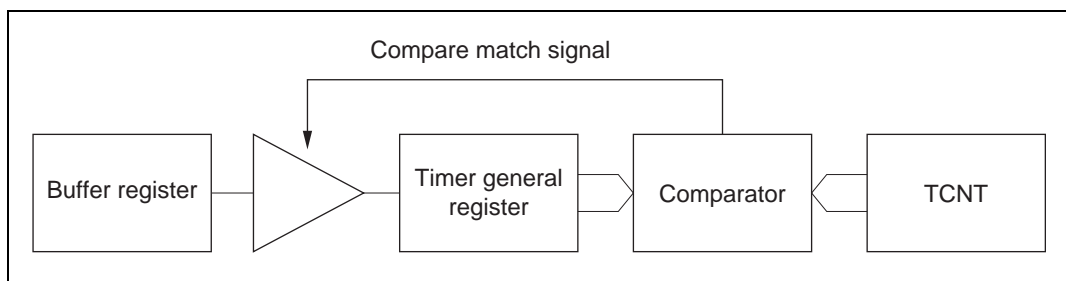 Compare match signal
Buffer register
Timer general
register
Comparator
TCNT